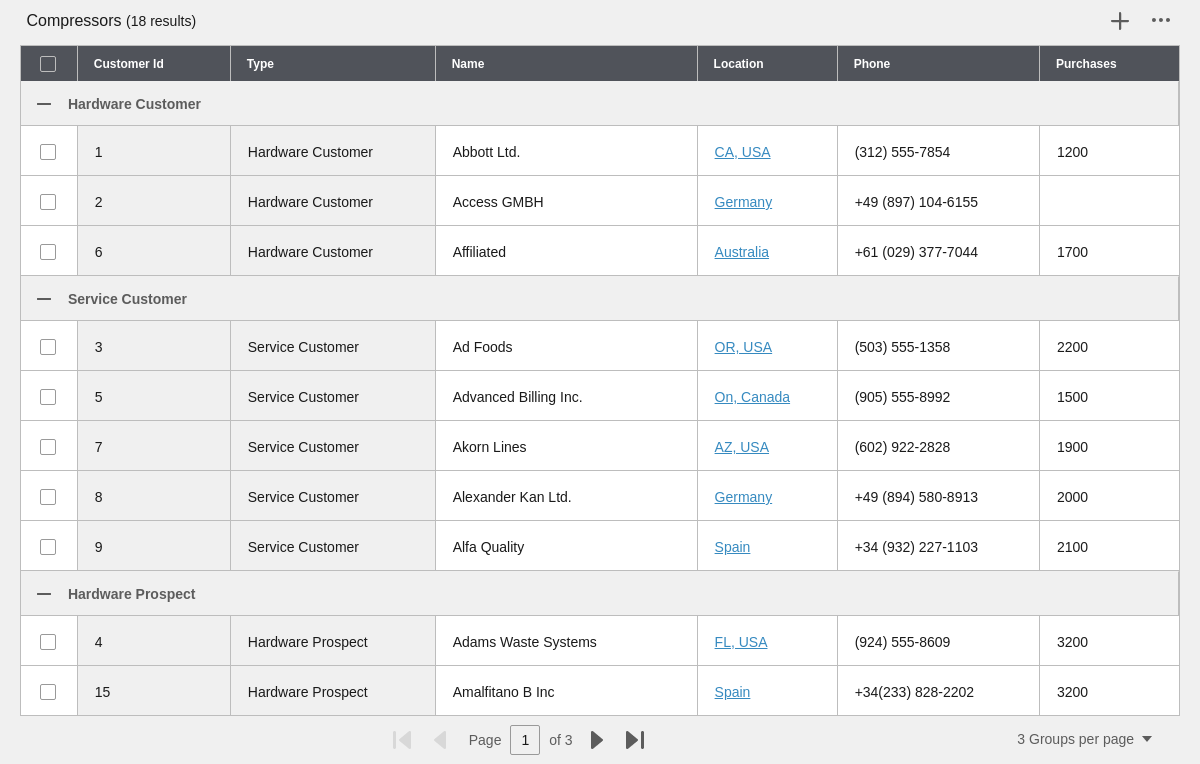 Compressors (18 results)
Customer Id Type Name Location Phone Purchases
Hardware Customer
1 Hardware Customer Abbott Ltd. CA, USA (312) 555-7854 1200
2 Hardware Customer Access GMBH Germany +49 (897) 104-6155
6 Hardware Customer Affiliated Australia +61 (029) 377-7044 1700
Service Customer
3 Service Customer Ad Foods OR, USA (503) 555-1358 2200
5 Service Customer Advanced Billing Inc. On, Canada (905) 555-8992 1500
7 Service Customer Akorn Lines AZ, USA (602) 922-2828 1900
8 Service Customer Alexander Kan Ltd. Germany +49 (894) 580-8913 2000
9 Service Customer Alfa Quality Spain +34 (932) 227-1103 2100
Hardware Prospect
4 Hardware Prospect Adams Waste Systems FL, USA (924) 555-8609 3200
15 Hardware Prospect Amalfitano B Inc Spain +34(233) 828-2202 3200
Page 1 of 3 3 Groups per page